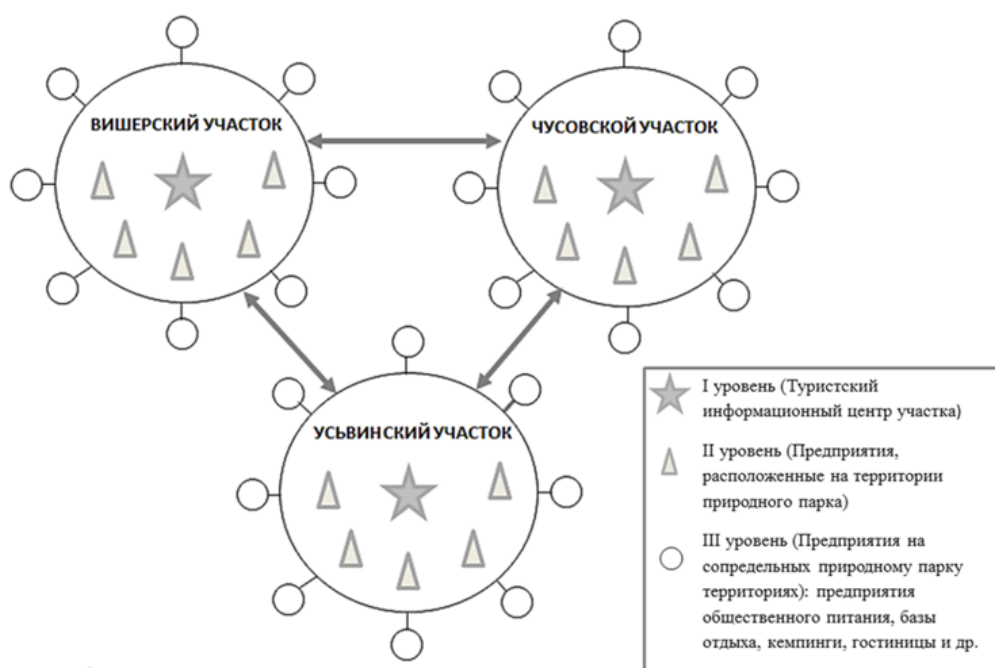 ВИШЕРСКИЙ УЧАСТОК
ЧУСОВСКОЙ УЧАСТОК
УСЬВИНСКИЙ УЧАСТОК
I уровень (Туристский
информационный центр участка)
II уровень (Предприятия,
расположенные на территории
природного парка)
III уровень (Предприятия на
сопредельных природному парку
территориях): предприятия
общественного питания, базы
отдыха, кемпинги, гостиницы и др.